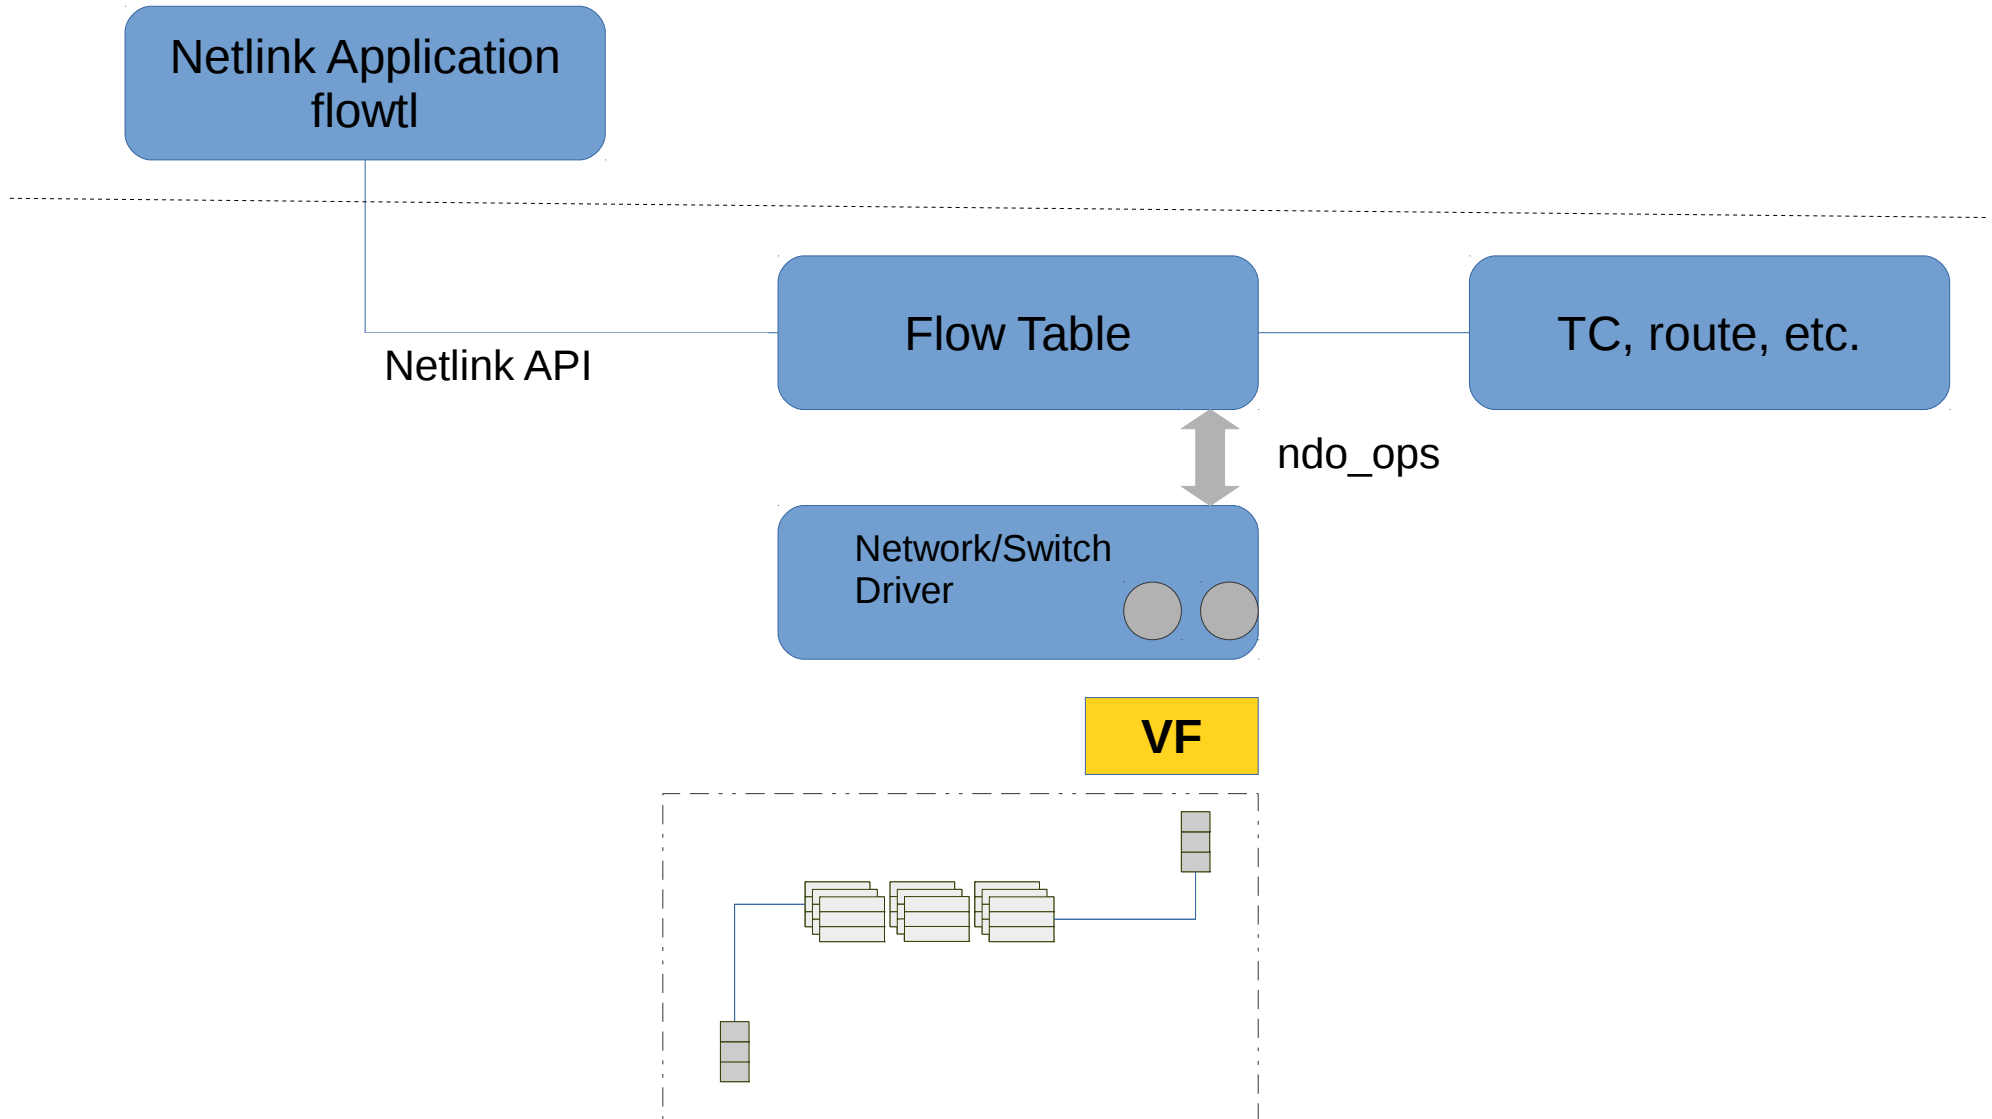 Netlink Application
flowtl
Flow Table
TC, route, etc.
Netlink API
ndo_ops
Network/Switch
Driver
VF